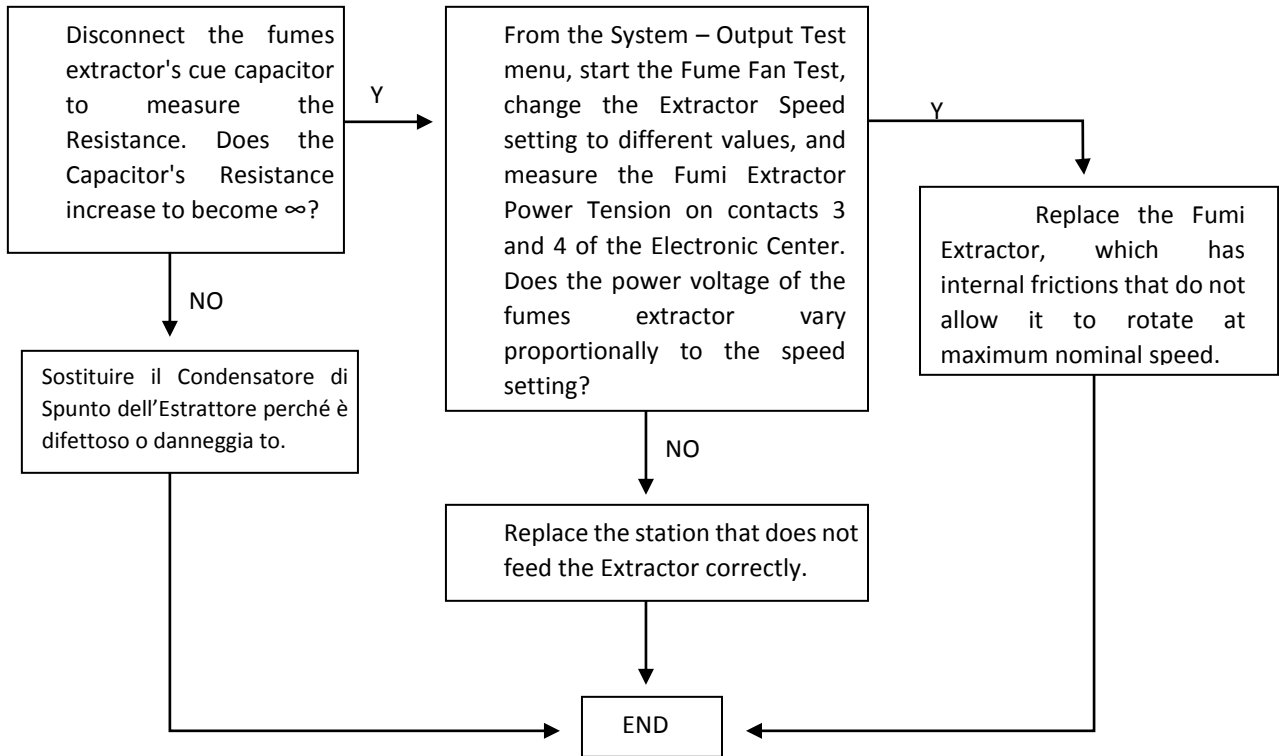 Disconnect the fumes
extractor's cue capacitor
to measure the
Resistance. Does the
Capacitor's Resistance
increase to become ∞?
Y
From the System – Output Test
menu, start the Fume Fan Test,
change the Extractor Speed
setting to different values, and
measure the Fumi Extractor
Power Tension on contacts 3
and 4 of the Electronic Center.
Does the power voltage of the
fumes extractor vary
proportionally to the speed
setting?
Y
Replace the Fumi
Extractor, which has
internal frictions that do not
allow it to rotate at
maximum nominal speed.
NO
Sostituire il Condensatore di
Spunto dell’Estrattore perché è
difettoso o danneggia to.
NO
Replace the station that does not
feed the Extractor correctly.
END